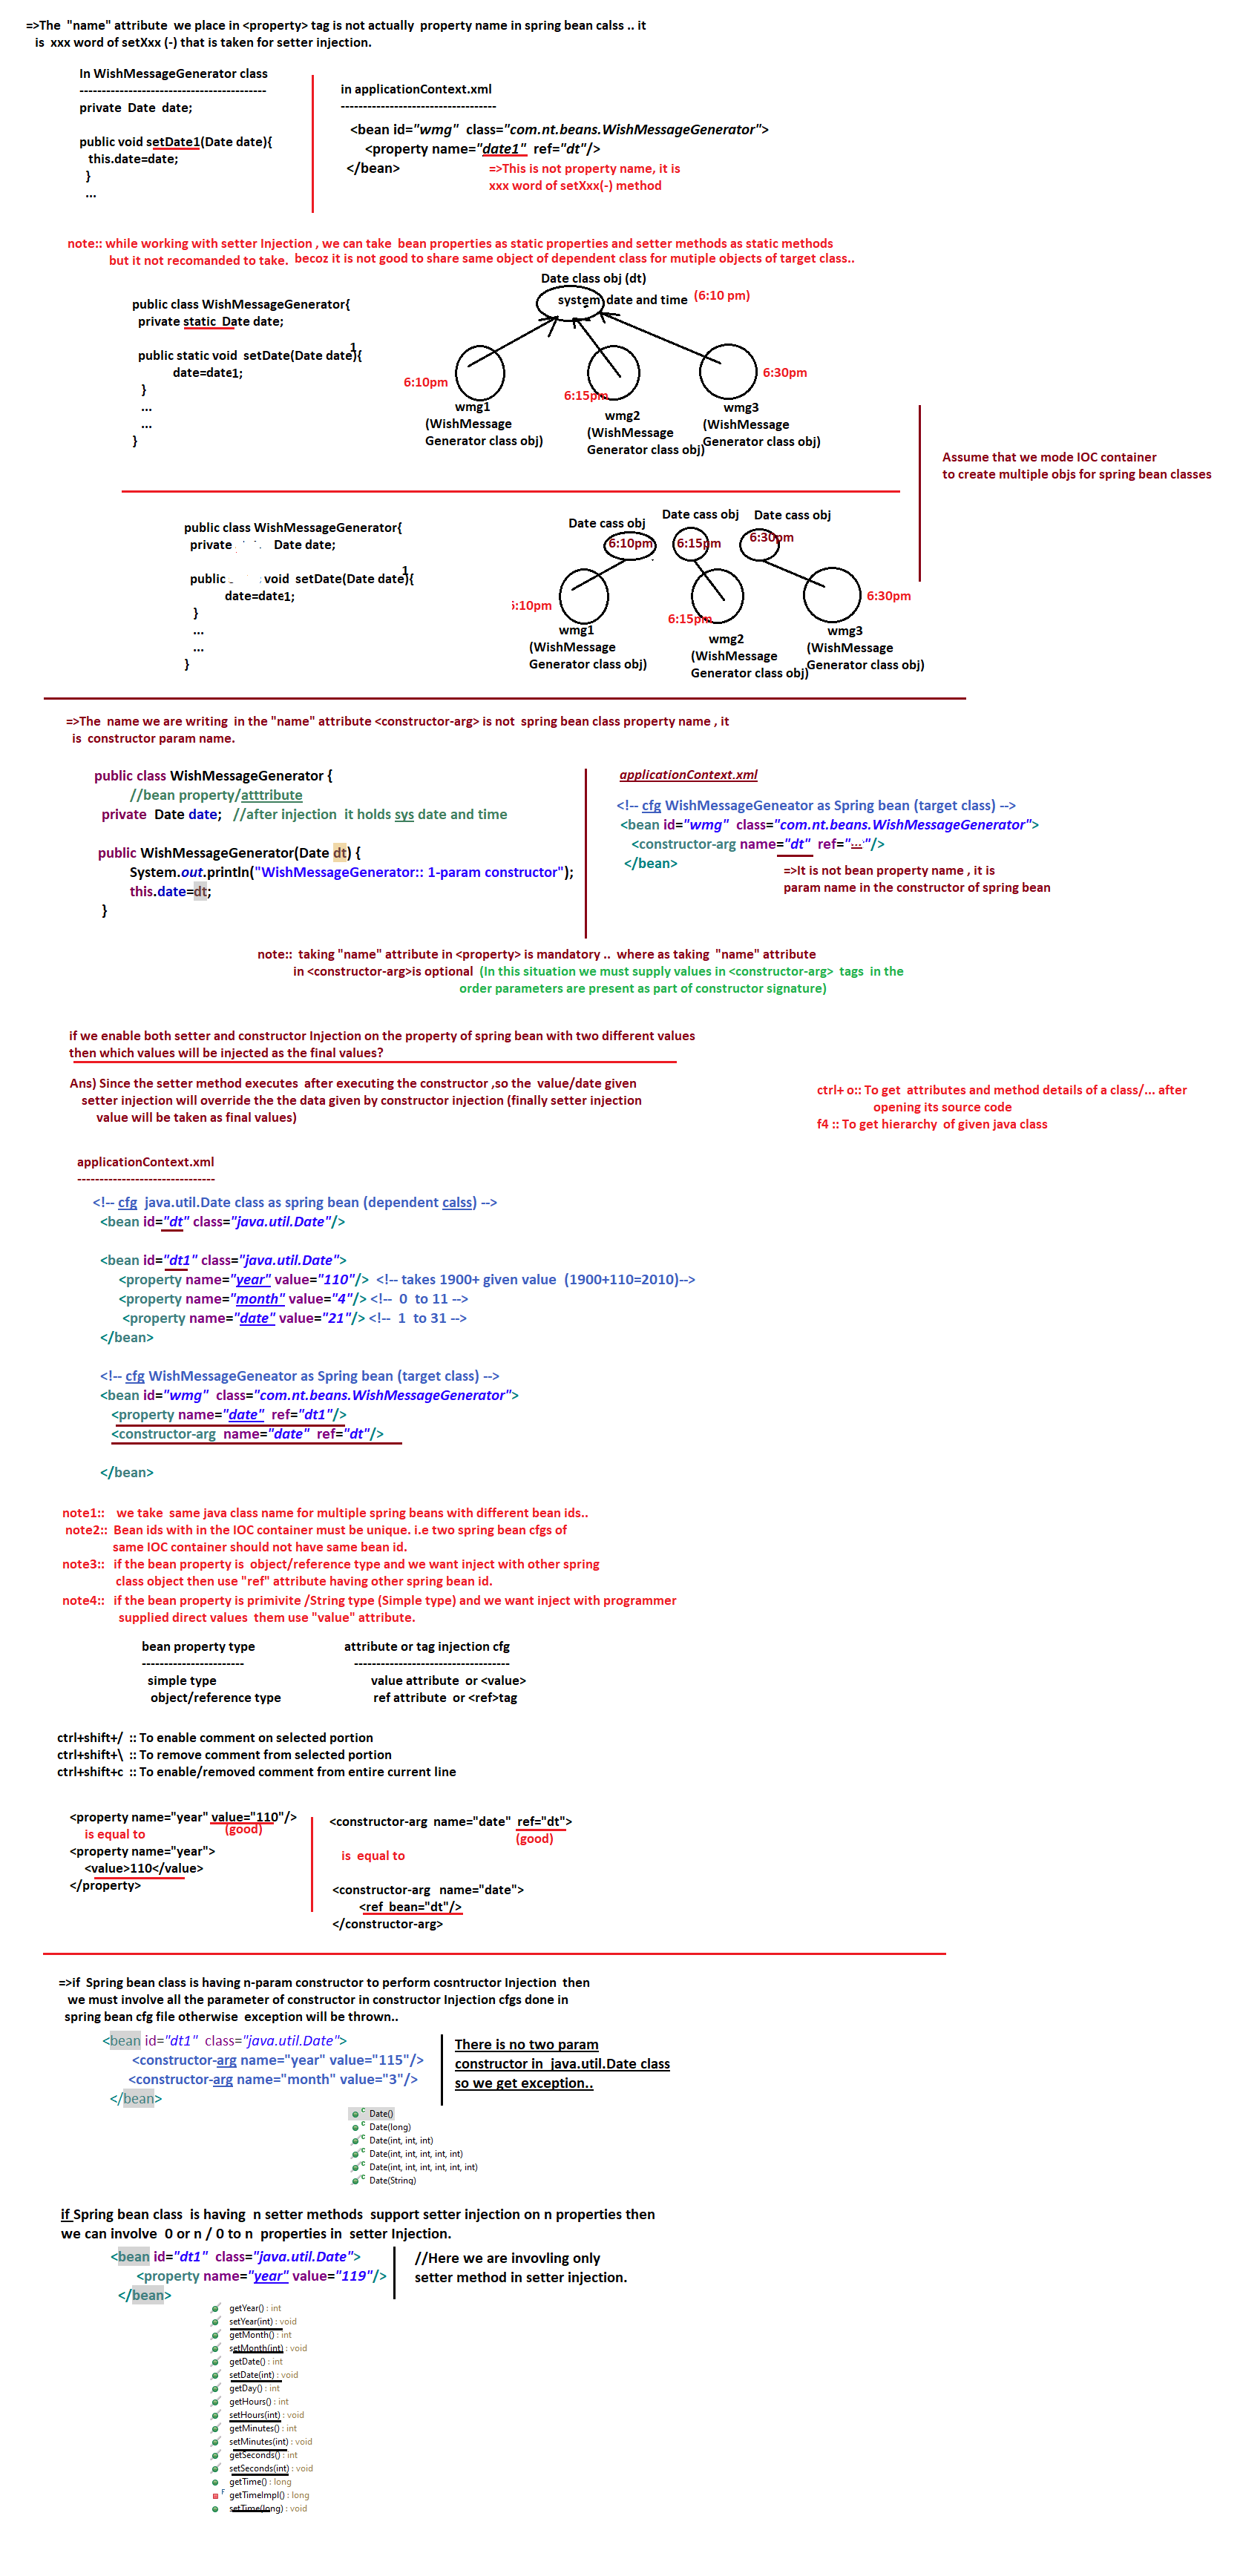 =>The "name" attribute we place in <property> tag is not actually property name in spring bean calss .. it
is xxx word of setXxx (-) that is taken for setter injection.
In WishMessageGenerator class
------------------------------------------
private Date date;
public void setDate1(Date date){
this.date=date;
}
...
in applicationContext.xml
-----------------------------------
<bean id="wmg" class="com.nt.beans.WishMessageGenerator">
<property name="date1" ref="dt"/>
</bean>
=>This is not property name, it is
xxx word of setXxx(-) method
note:: while working with setter Injection , we can take bean properties as static properties and setter methods as static methods
but it not recomanded to take. becoz it is not good to share same object of dependent class for mutiple objects of target class..
public class WishMessageGenerator{
private static Date date;
public static void setDate(Date date1){
date=date1;
}
...
...
}
Date class obj (dt)
system date and time (6:10 pm)
6:10pm
6:15pm
6:30pm
wmg1
(WishMessage
Generator class obj)
wmg2
(WishMessage
Generator class obj)
wmg3
(WishMessage
Generator class obj)
Assume that we mode IOC container
to create multiple objs for spring bean classes
public class WishMessageGenerator{
private Date date;
public void setDate(Date date1){
date=date1;
}
...
...
}
Date cass obj
Date cass obj
Date cass obj
6:10pm
6:15pm
6:30pm
:10pm
6:15pm
6:30pm
wmg1
(WishMessage
Generator class obj)
wmg2
(WishMessage
Generator class obj)
wmg3
(WishMessage
Generator class obj)
=>The name we are writing in the "name" attribute <constructor-arg> is not spring bean class property name , it
is constructor param name.
public class WishMessageGenerator {
//bean property/atttribute
private Date date; //after injection it holds sys date and time
public WishMessageGenerator(Date dt) {
System.out.println("WishMessageGenerator:: 1-param constructor");
this.date=dt;
}
applicationContext.xml
<!-- cfg WishMessageGeneator as Spring bean (target class) -->
<bean id="wmg" class="com.nt.beans.WishMessageGenerator">
<constructor-arg name="dt" ref="..."/>
</bean>
=>It is not bean property name , it is
param name in the constructor of spring bean
note:: taking "name" attribute in <property> is mandatory .. where as taking "name" attribute
in <constructor-arg>is optional (In this situation we must supply values in <constructor-arg> tags in the
order parameters are present as part of constructor signature)
if we enable both setter and constructor Injection on the property of spring bean with two different values
then which values will be injected as the final values?
Ans) Since the setter method executes after executing the constructor ,so the value/date given
setter injection will override the the data given by constructor injection (finally setter injection
value will be taken as final values)
ctrl+ o:: To get attributes and method details of a class/... after
opening its source code
f4 :: To get hierarchy of given java class
applicationContext.xml
-------------------------------
<!-- cfg java.util.Date class as spring bean (dependent calss) -->
<bean id="dt" class="java.util.Date"/>
<bean id="dt1" class="java.util.Date">
<property name="year" value="110"/> <!-- takes 1900+ given value (1900+110=2010)-->
<property name="month" value="4"/> <!-- 0 to 11 -->
<property name="date" value="21"/> <!-- 1 to 31 -->
</bean>
<!-- cfg WishMessageGeneator as Spring bean (target class) -->
<bean id="wmg" class="com.nt.beans.WishMessageGenerator">
<property name="date" ref="dt1"/>
<constructor-arg name="date" ref="dt"/>
</bean>
note1:: we take same java class name for multiple spring beans with different bean ids..
note2:: Bean ids with in the IOC container must be unique. i.e two spring bean cfgs of
same IOC container should not have same bean id.
note3:: if the bean property is object/reference type and we want inject with other spring
class object then use "ref" attribute having other spring bean id.
note4:: if the bean property is primivite /String type (Simple type) and we want inject with programmer
supplied direct values them use "value" attribute.
bean property type
-----------------------
simple type
object/reference type
attribute or tag injection cfg
-----------------------------------
value attribute or <value>
ref attribute or <ref>tag
ctrl+shift+/ :: To enable comment on selected portion
ctrl+shift+\ :: To remove comment from selected portion
ctrl+shift+c :: To enable/removed comment from entire current line
<property name="year" value="110"/>
(good)
is equal to
<property name="year">
<value>110</value>
</property>
<constructor-arg name="date" ref="dt">
(good)
is equal to
<constructor-arg name="date">
<ref bean="dt"/>
</constructor-arg>
=>if Spring bean class is having n-param constructor to perform cosntructor Injection then
we must involve all the parameter of constructor in constructor Injection cfgs done in
spring bean cfg file otherwise exception will be thrown..
<bean id="dt1" class="java.util.Date">
<constructor-arg name="year" value="115"/>
<constructor-arg name="month" value="3"/>
</bean>
There is no two param
constructor in java.util.Date class
so we get exception..
Date()
Date(long)
Date(int, int, int)
Date(int, int, int, int, int)
Date(int, int, int, int, int, int)
Date(String)
if Spring bean class is having n setter methods support setter injection on n properties then
we can involve 0 or n / 0 to n properties in setter Injection.
<bean id="dt1" class="java.util.Date">
<property name="year" value="119"/>
</bean>
//Here we are invovling only
setter method in setter injection.
getYear() : int
setYear(int) : void
getMonth() : int
setMonth(int) : void
getDate() : int
setDate(int) : void
getDay() : int
getHours() : int
setHours(int) : void
getMinutes() : int
setMinutes(int) : void
getSeconds() : int
setSeconds(int) : void
getTime() : long
getTimeImpl() : long
setTime(long) : void